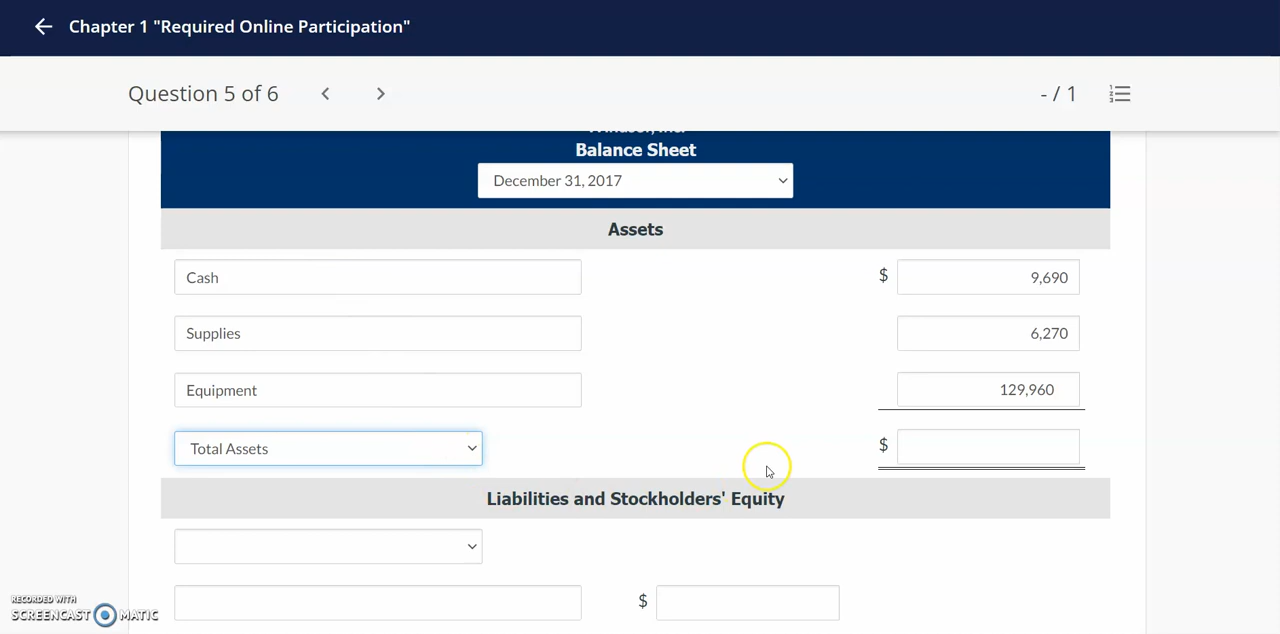 Chapter 1 "Required Online Participation"
Question 5 of 6
- / 1
Balance Sheet
December 31, 2017
Assets
Cash
$ 9,690
Supplies
6,270
Equipment
129,960
Total Assets
$
Liabilities and Stockholders' Equity
$
RECORDED WITH
SCREENCAST MATIC